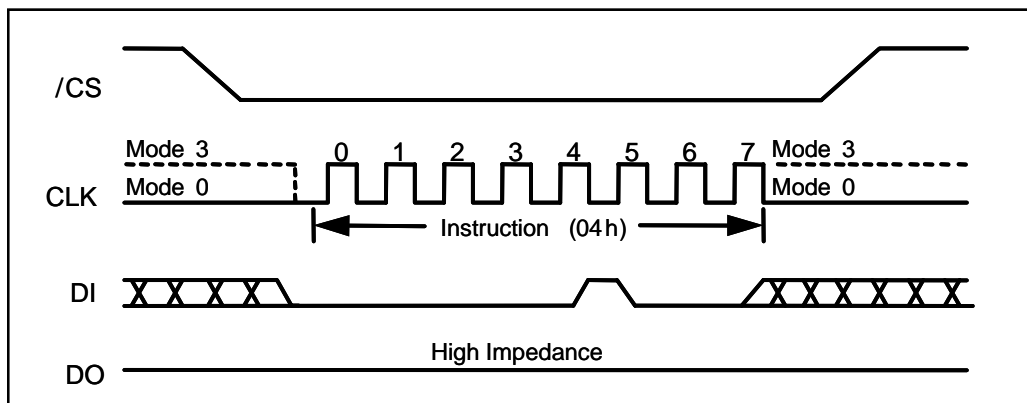 /CS
Mode 3 0 1 2 3 4 5 6 7 Mode 3
CLK Mode 0 Mode 0
Instruction (04h)
DI
High Impedance
DO